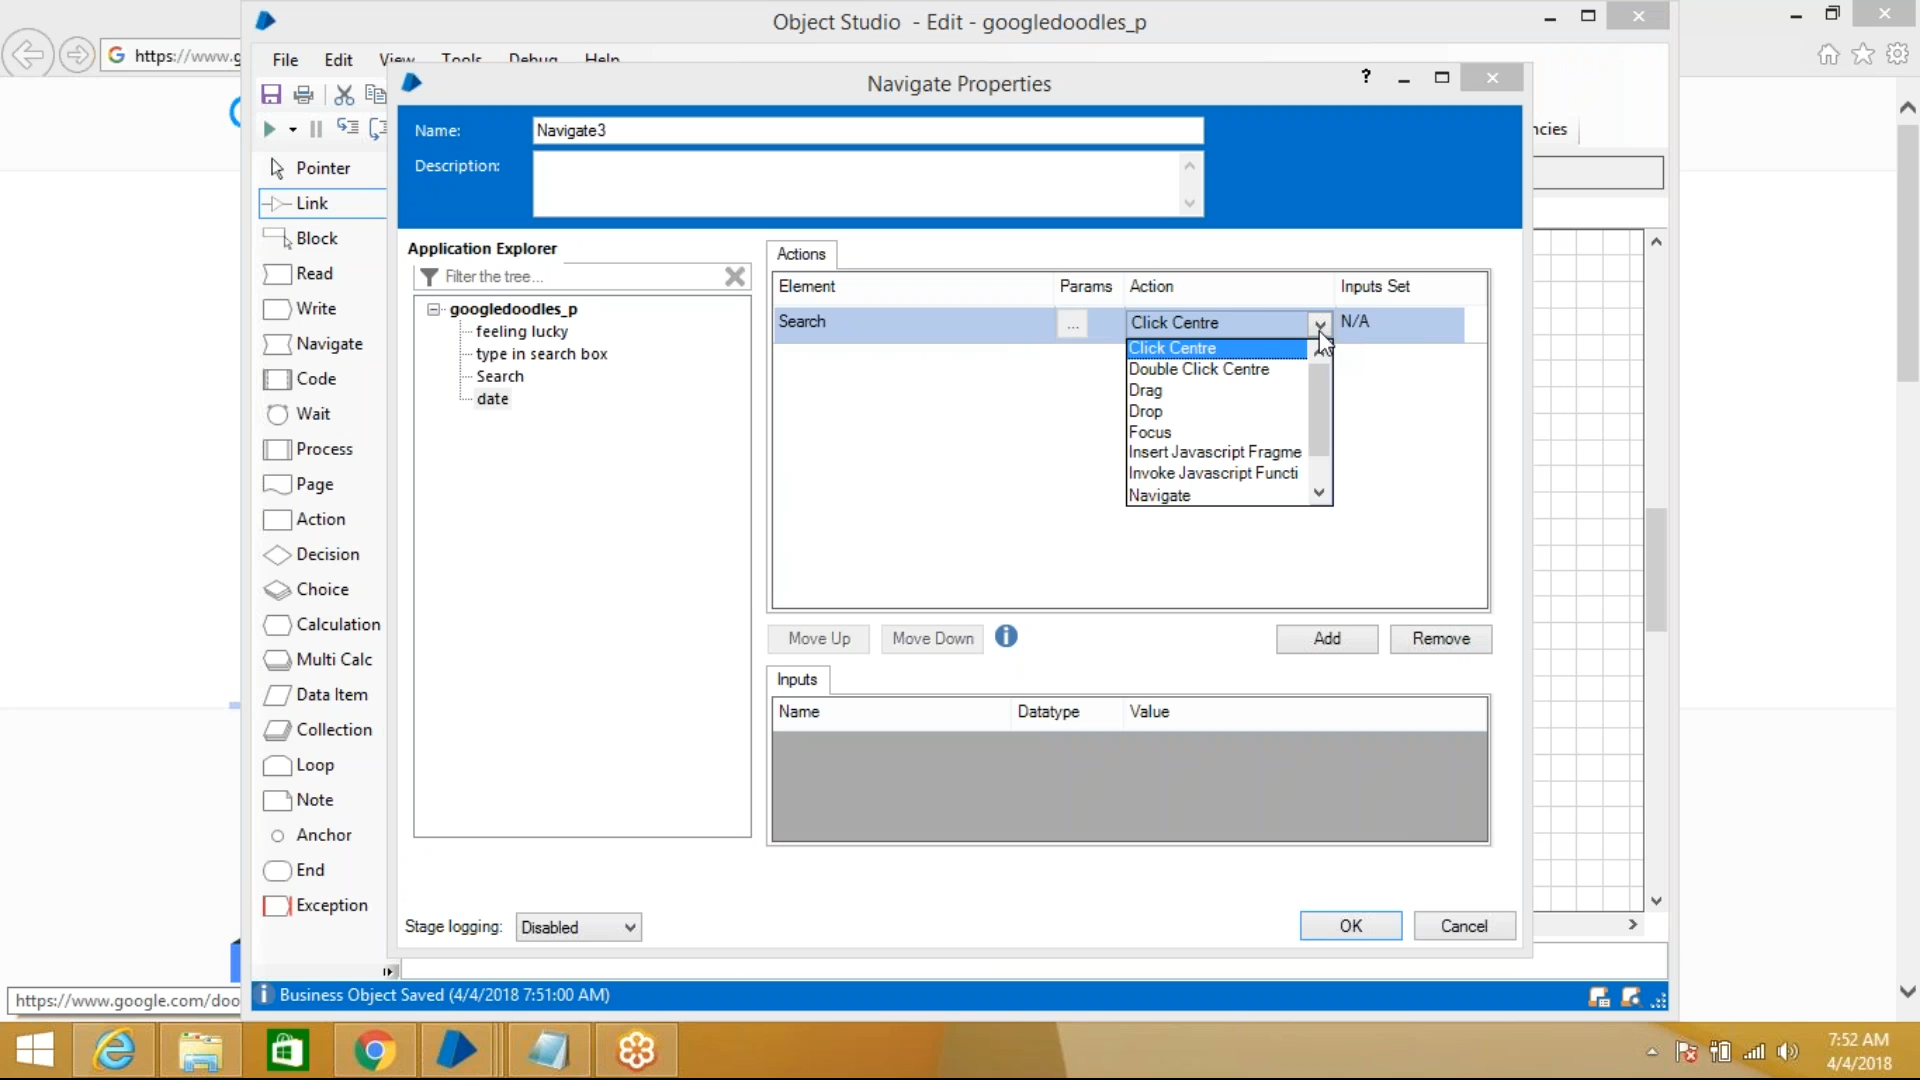 Object Studio - Edit - googledoodles_p
https://www.g
File Edit View Tools Debug Help
Navigate Properties
?
Name: Navigate3
ncies
Description:
Pointer
Link
Block
Read
Write
Navigate
Code
Wait
Process
Page
Action
Decision
Choice
Calculation
Multi Calc
Data Item
Collection
Loop
Note
Anchor
End
Exception
Application Explorer
Filter the tree...
googledoodles_p
feeling lucky
type in search box
Search
date
Actions
Element Params Action Inputs Set
Search ... Click Centre N/A
Click Centre
Double Click Centre
Drag
Drop
Focus
Insert Javascript Fragme
Invoke Javascript Functi
Navigate
Move Up Move Down Add Remove
Inputs
Name Datatype Value
Stage logging: Disabled
OK Cancel
https://www.google.com/doo
Business Object Saved (4/4/2018 7:51:00 AM)
7:52 AM
4/4/2018